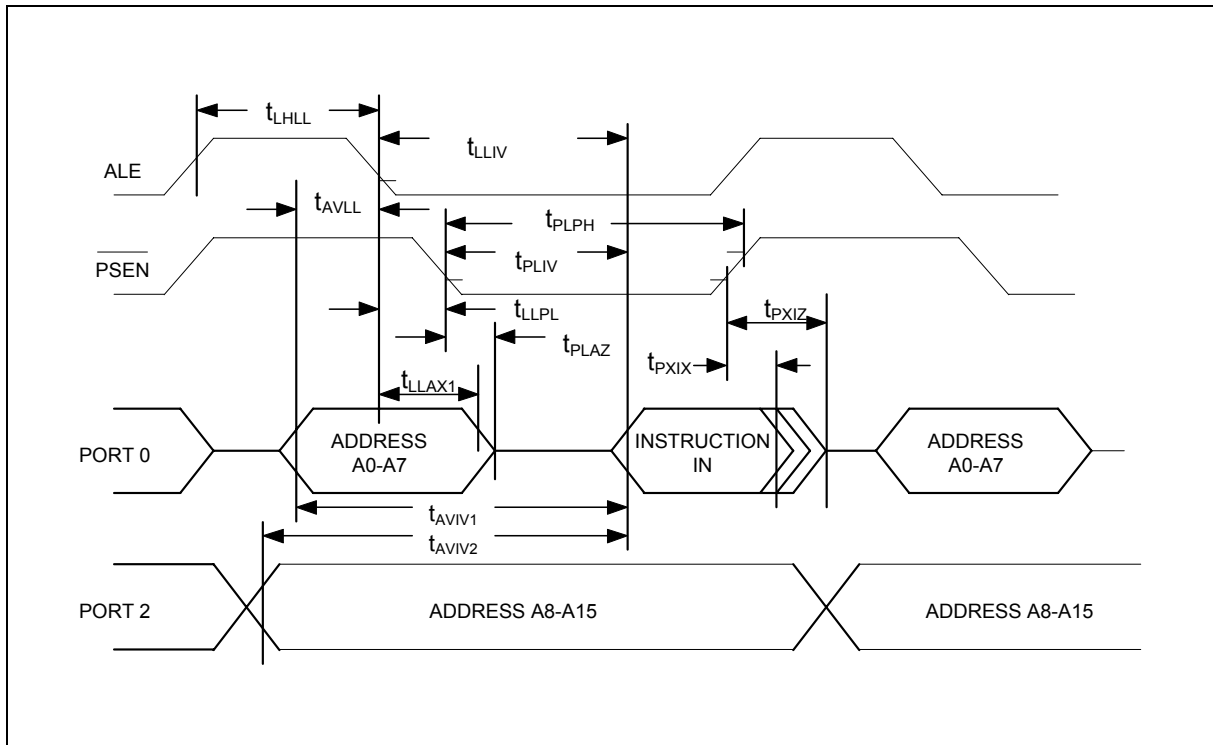 tLHLL
tLLIV
ALE
tAVLL
tPLPH
PSEN
tPLIV
tLLPL
tPXIZ
tPLAZ
tPXIX
tLLAX1
PORT 0
ADDRESS
A0-A7
INSTRUCTION
IN
ADDRESS
A0-A7
tAVIV1
tAVIV2
PORT 2
ADDRESS A8-A15
ADDRESS A8-A15